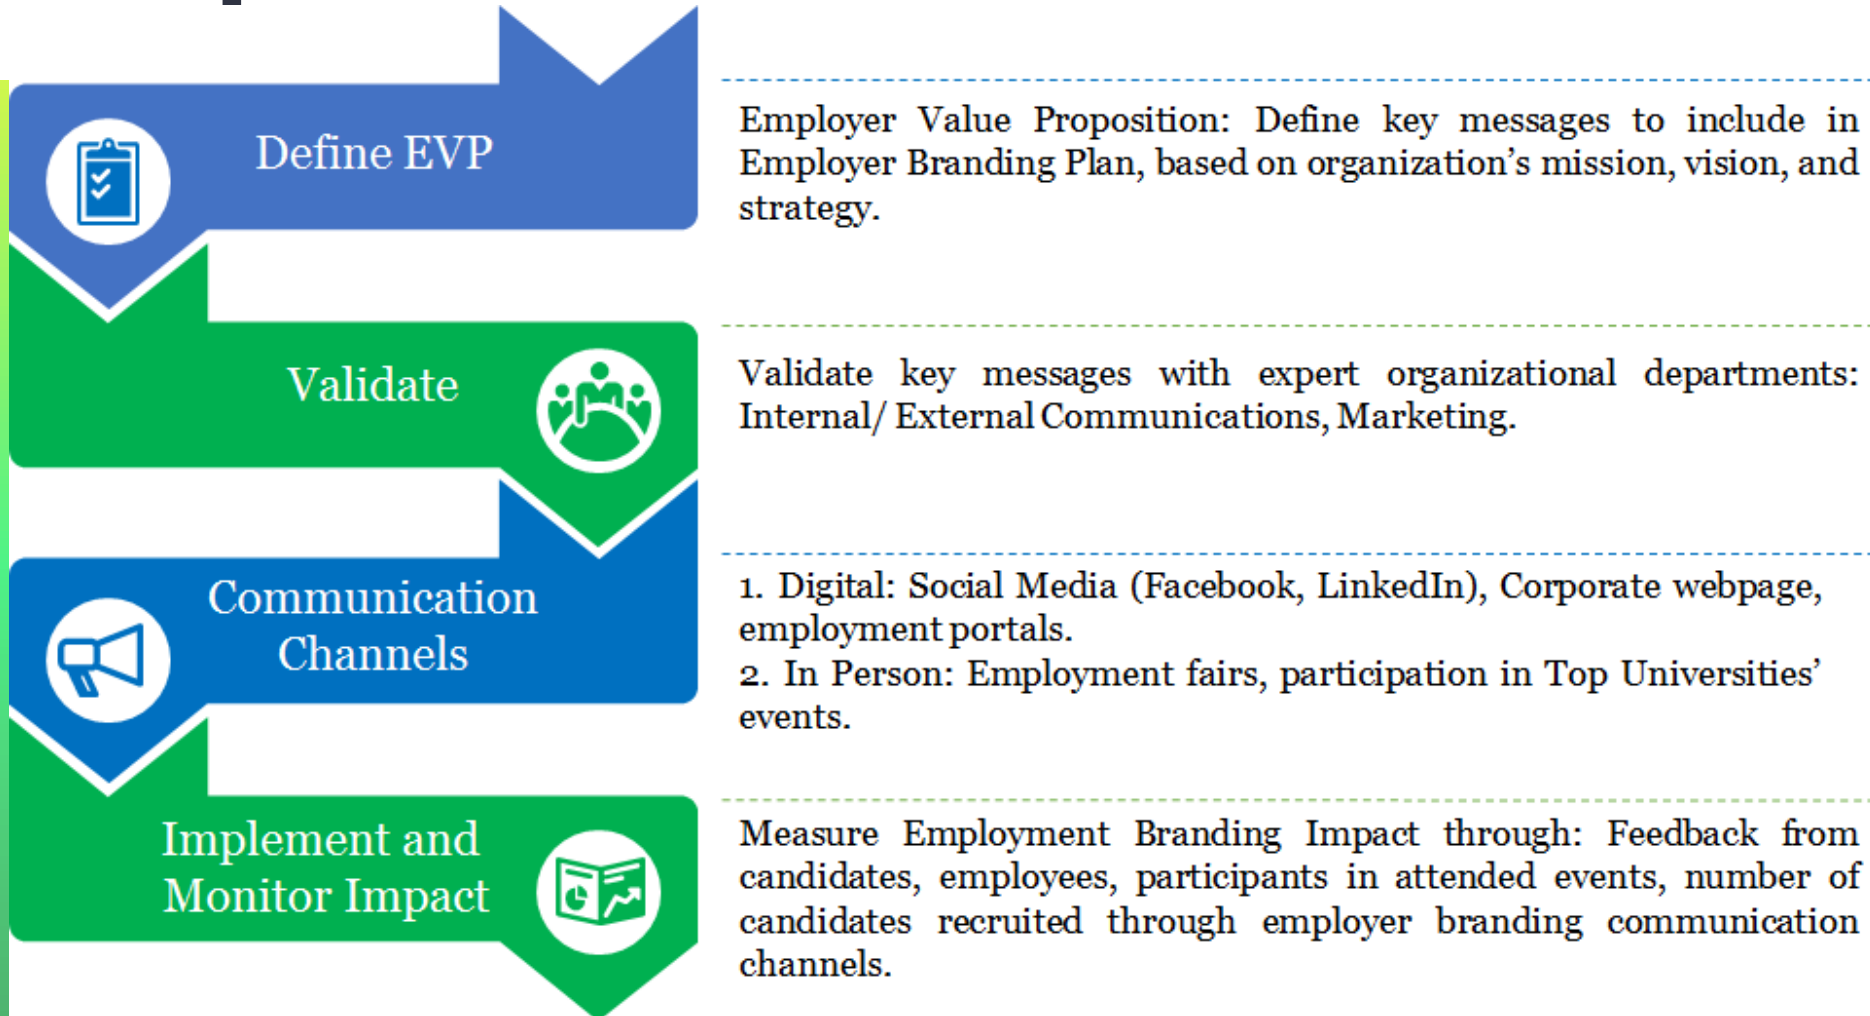 Define EVP
Employer Value Proposition: Define key messages to include in
Employer Branding Plan, based on organization’s mission, vision, and
strategy.
Validate
Validate key messages with expert organizational departments:
Internal/ External Communications, Marketing.
Communication
Channels
1. Digital: Social Media (Facebook, LinkedIn), Corporate webpage,
employment portals.
2. In Person: Employment fairs, participation in Top Universities’
events.
Implement and
Monitor Impact
Measure Employment Branding Impact through: Feedback from
candidates, employees, participants in attended events, number of
candidates recruited through employer branding communication
channels.